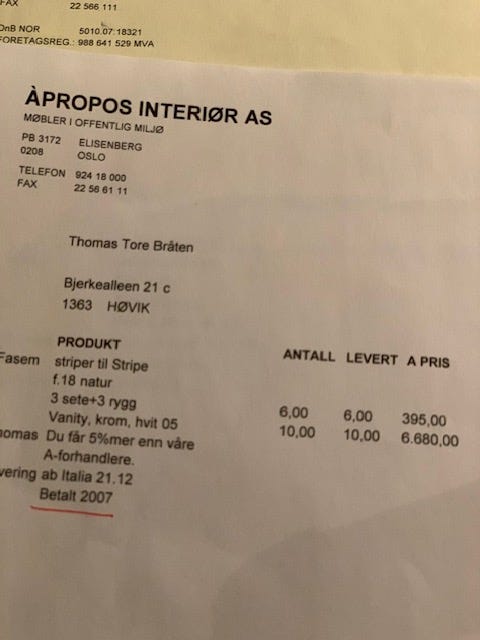 FAX 22 566 111
DnB NOR 5010.07.18321
FORETAGSREG.: 988 641 529 MVA
ÀPROPOS INTERIØR AS
MØBLER I OFFENTLIG MILJØ
PB 3172 ELISENBERG
0208 OSLO
TELEFON 924 18 000
FAX 22 56 61 11
Thomas Tore Bråten
Bjerkealleen 21 c
1363 HØVIK
PRODUKT ANTALL LEVERT A PRIS
Fasem striper til Stripe
f.18 natur
3 sete+3 rygg 6,00 6,00 395,00
Vanity, krom, hvit 05 10,00 10,00 6.680,00
homas Du får 5%mer enn våre
A-forhandlere.
vering ab Italia 21.12
Betalt 2007